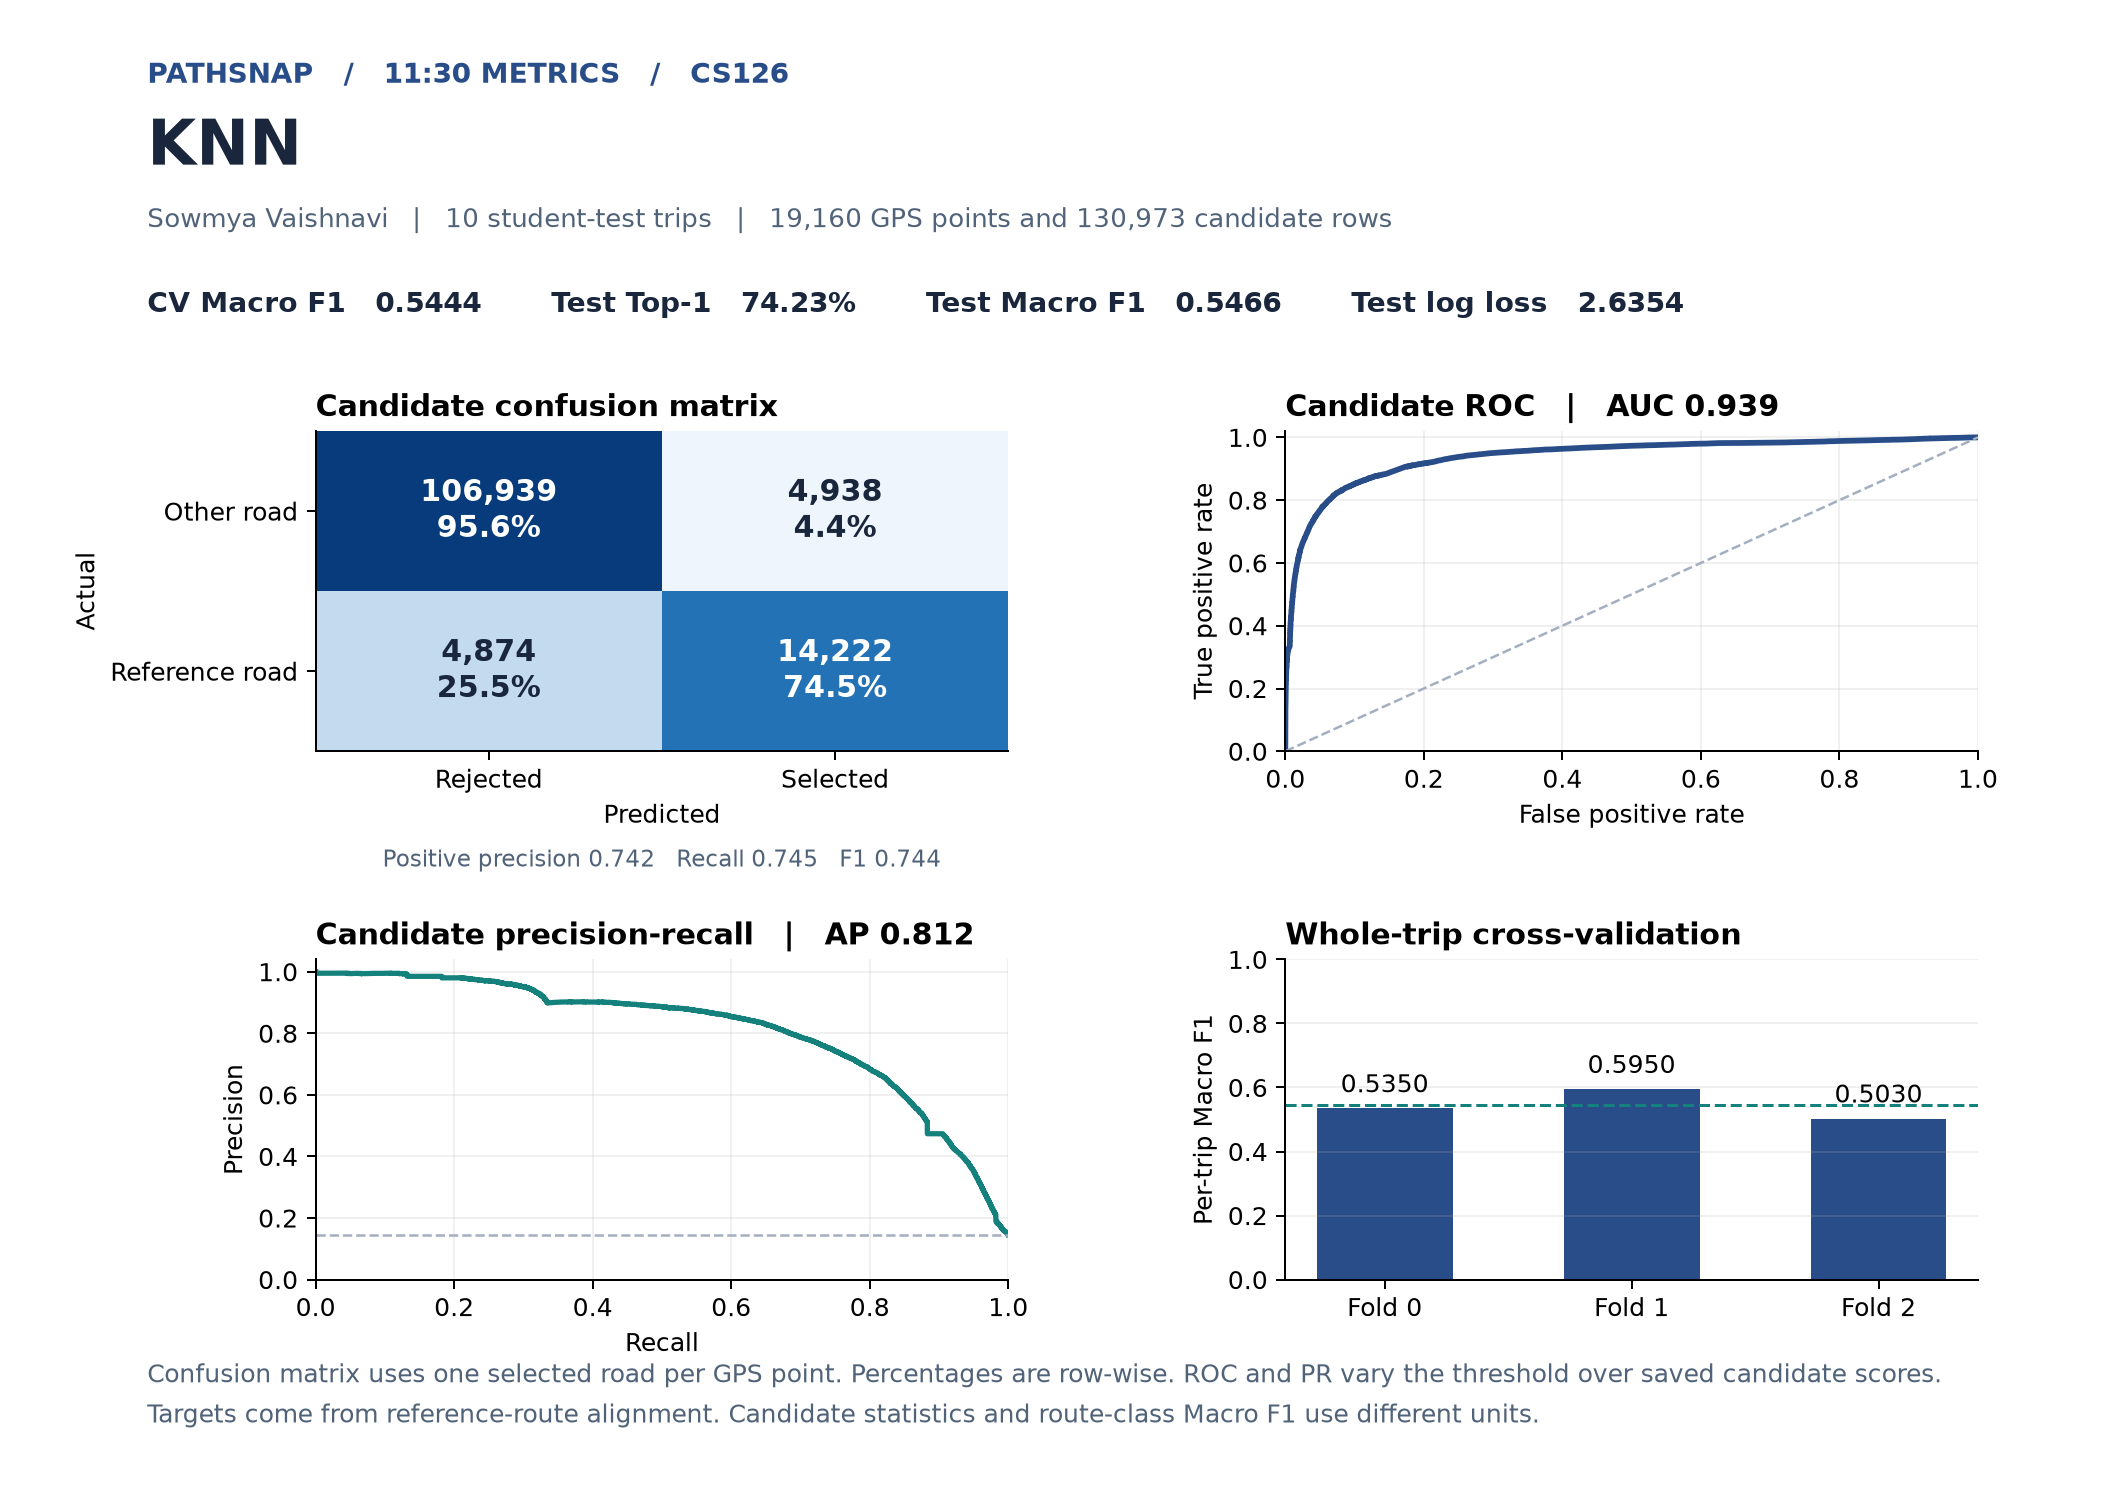 PATHSNAP / 11:30 METRICS / CS126
KNN
Sowmya Vaishnavi | 10 student-test trips | 19,160 GPS points and 130,973 candidate rows
CV Macro F1 0.5444 Test Top-1 74.23% Test Macro F1 0.5466 Test log loss 2.6354
Candidate confusion matrix
Actual
Other road
106,939
95.6%
4,938
4.4%
Reference road
4,874
25.5%
14,222
74.5%
Rejected Selected
Predicted
Positive precision 0.742 Recall 0.745 F1 0.744
Candidate ROC | AUC 0.939
True positive rate
1.0
0.8
0.6
0.4
0.2
0.0
0.0 0.2 0.4 0.6 0.8 1.0
False positive rate
Candidate precision-recall | AP 0.812
Precision
1.0
0.8
0.6
0.4
0.2
0.0
0.0 0.2 0.4 0.6 0.8 1.0
Recall
Whole-trip cross-validation
Per-trip Macro F1
1.0
0.8
0.6
0.4
0.2
0.0
0.5350 0.5950 0.5030
Fold 0 Fold 1 Fold 2
Confusion matrix uses one selected road per GPS point. Percentages are row-wise. ROC and PR vary the threshold over saved candidate scores.
Targets come from reference-route alignment. Candidate statistics and route-class Macro F1 use different units.